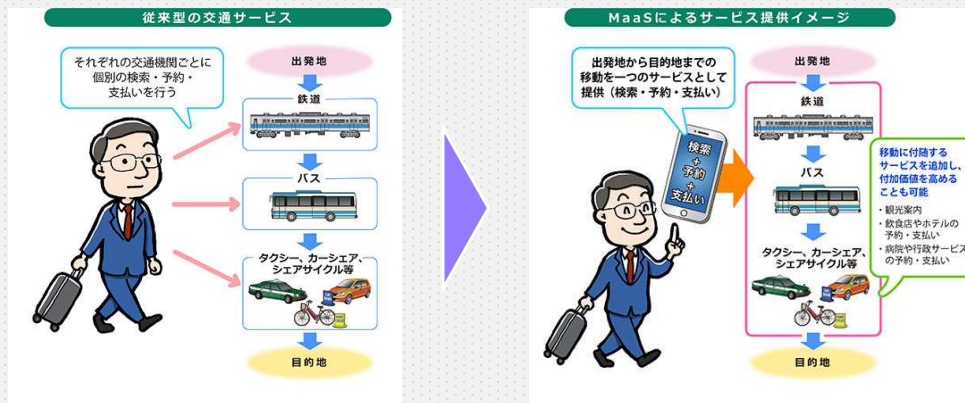 従来型の交通サービス
それぞれの交通機関ごとに
個別の検索・予約・
支払いを行う
出発地
鉄道
バス
タクシー、カーシェア、
シェアサイクル等
目的地
MaaSによるサービス提供イメージ
出発地から目的地までの
移動を一つのサービスとして
提供（検索・予約・支払い）
検索
+
予約
+
支払い
出発地
鉄道
バス
タクシー、カーシェア、
シェアサイクル等
目的地
移動に付随する
サービスを追加し、
付加価値を高める
ことも可能
・観光案内
・飲食店やホテルの
予約・支払い
・病院や行政サービス
の予約・支払い